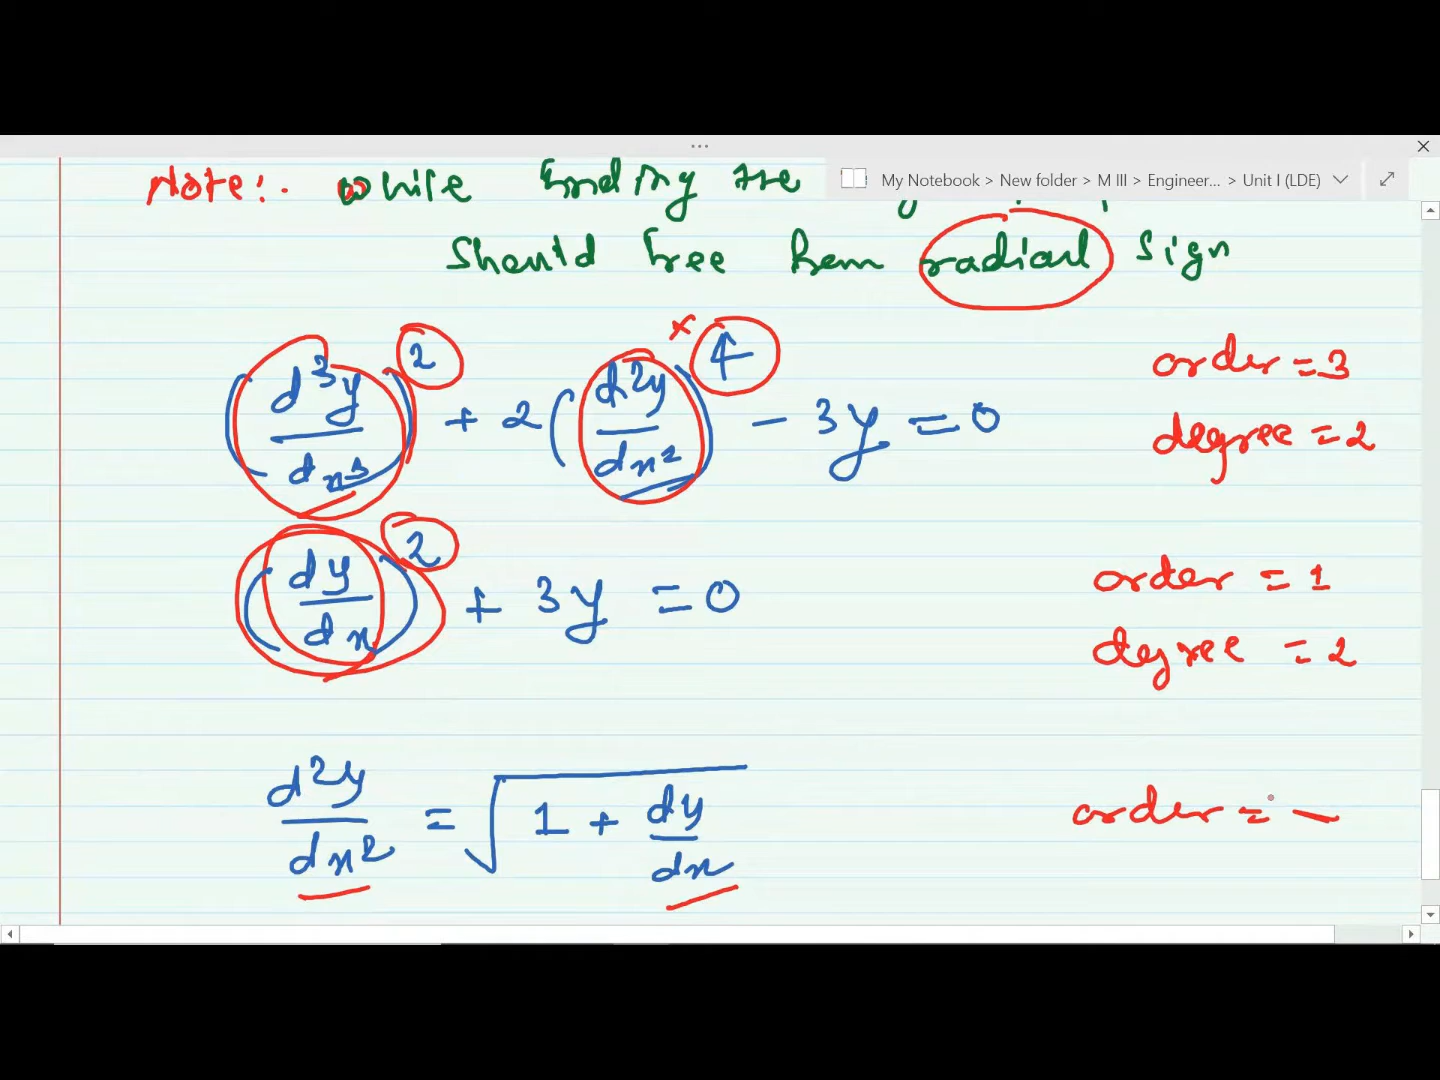 My Notebook > New folder > M III > Engineer... > Unit I (LDE)
Note:- while finding the
Should free from radical sign
(d³y/dx³)² + 2(d²y/dx²)⁴ - 3y = 0
order = 3
degree = 2
(dy/dx)² + 3y = 0
order = 1
degree = 2
d²y/dx² = √(1 + dy/dx)
order =